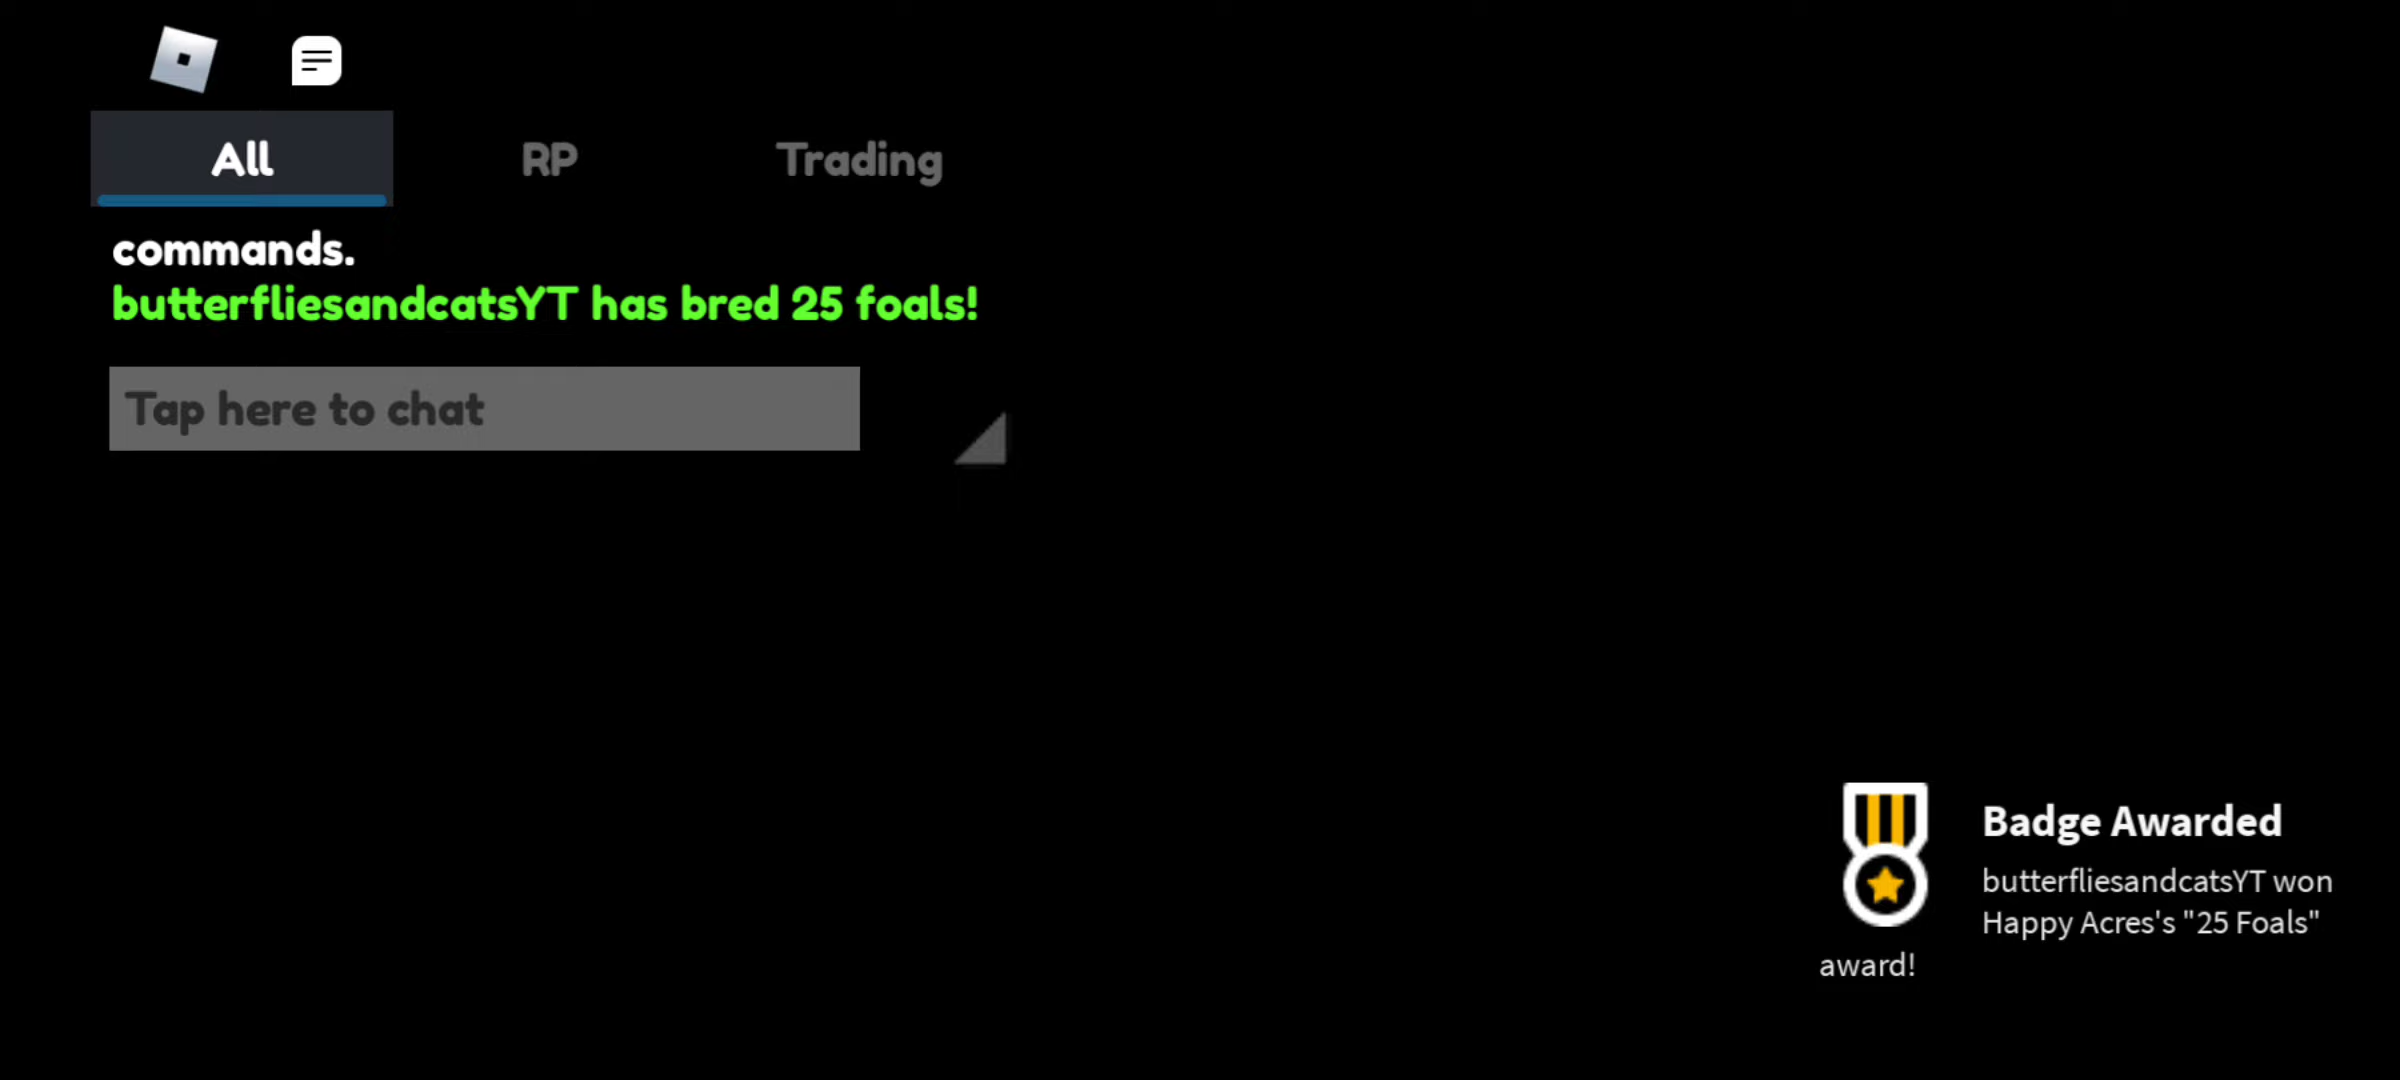 All RP Trading
commands.
butterfliesandcatsYT has bred 25 foals!
Tap here to chat
Badge Awarded
butterfliesandcatsYT won
Happy Acres's "25 Foals"
award!